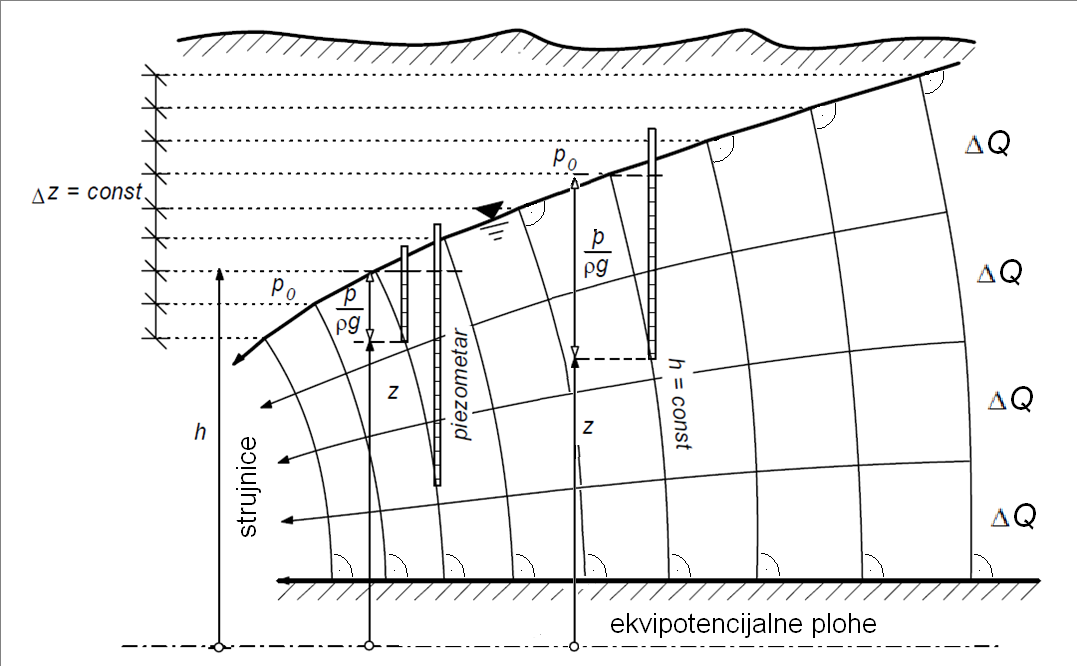 ΔQ
p₀
Δz = const
p/ρg
ΔQ
p₀
p/ρg
piezometar
z
h = const
ΔQ
h
z
strujnice
ΔQ
ekvipotencijalne plohe